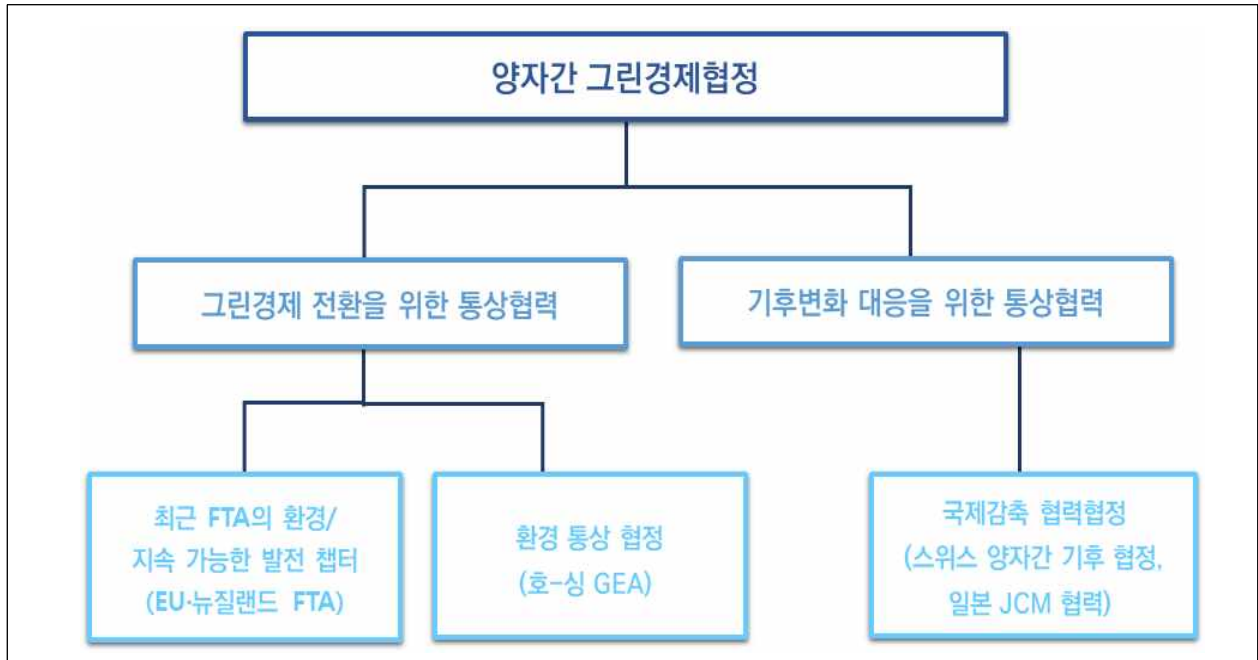 양자간 그린경제협정
그린경제 전환을 위한 통상협력
기후변화 대응을 위한 통상협력
최근 FTA의 환경/
지속 가능한 발전 챕터
(EU·뉴질랜드 FTA)
환경 통상 협정
(호-싱 GEA)
국제감축 협력협정
(스위스 양자간 기후 협정,
일본 JCM 협력)